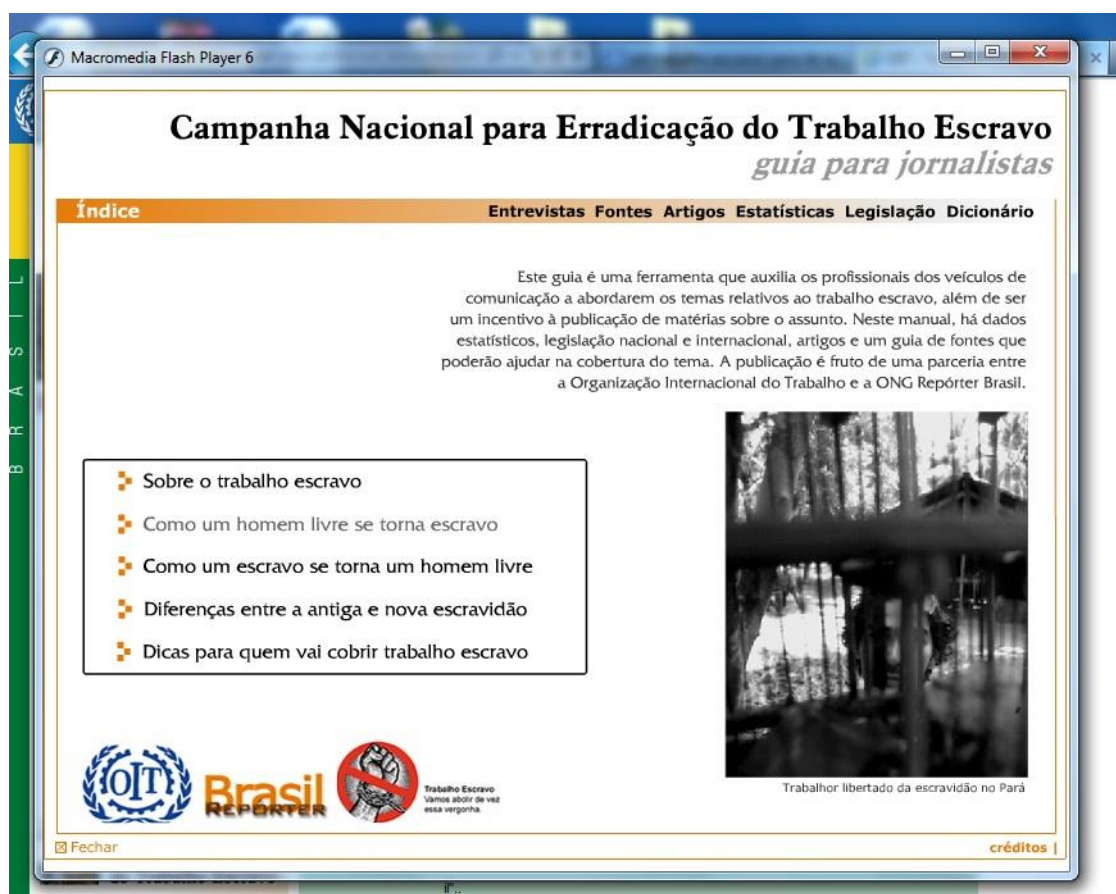 Macromedia Flash Player 6
Campanha Nacional para Erradicação do Trabalho Escravo
guia para jornalistas
Índice
Entrevistas Fontes Artigos Estatísticas Legislação Dicionário
Este guia é uma ferramenta que auxilia os profissionais dos veículos de
comunicação a abordarem os temas relativos ao trabalho escravo, além de ser
um incentivo à publicação de matérias sobre o assunto. Neste manual, há dados
estatísticos, legislação nacional e internacional, artigos e um guia de fontes que
poderão ajudar na cobertura do tema. A publicação é fruto de uma parceria entre
a Organização Internacional do Trabalho e a ONG Repórter Brasil.
Sobre o trabalho escravo
Como um homem livre se torna escravo
Como um escravo se torna um homem livre
Diferenças entre a antiga e nova escravidão
Dicas para quem vai cobrir trabalho escravo
Trabalhor libertado da escravidão no Pará
OIT
Brasil
REPÓRTER
Trabalho Escravo
Vamos abolir de vez
essa vergonha.
Fechar
créditos |
BRASIL